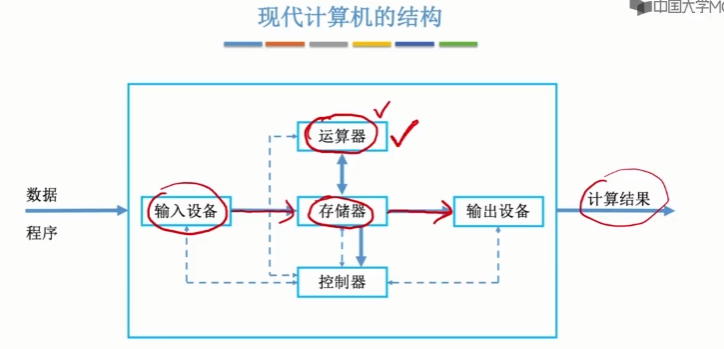 现代计算机的结构
中国大学MO
运算器
数据
输入设备
存储器
输出设备
计算结果
程序
控制器